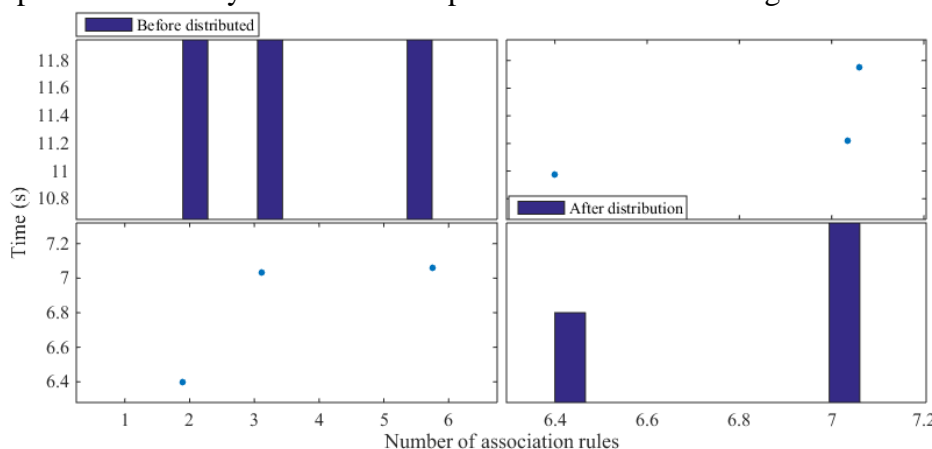 Before distributed
11.8
11.6
11.4
11.2
11
10.8
After distribution
Time (s)
7.2
7
6.8
6.6
6.4
1 2 3 4 5 6 6.4 6.6 6.8 7 7.2
Number of association rules